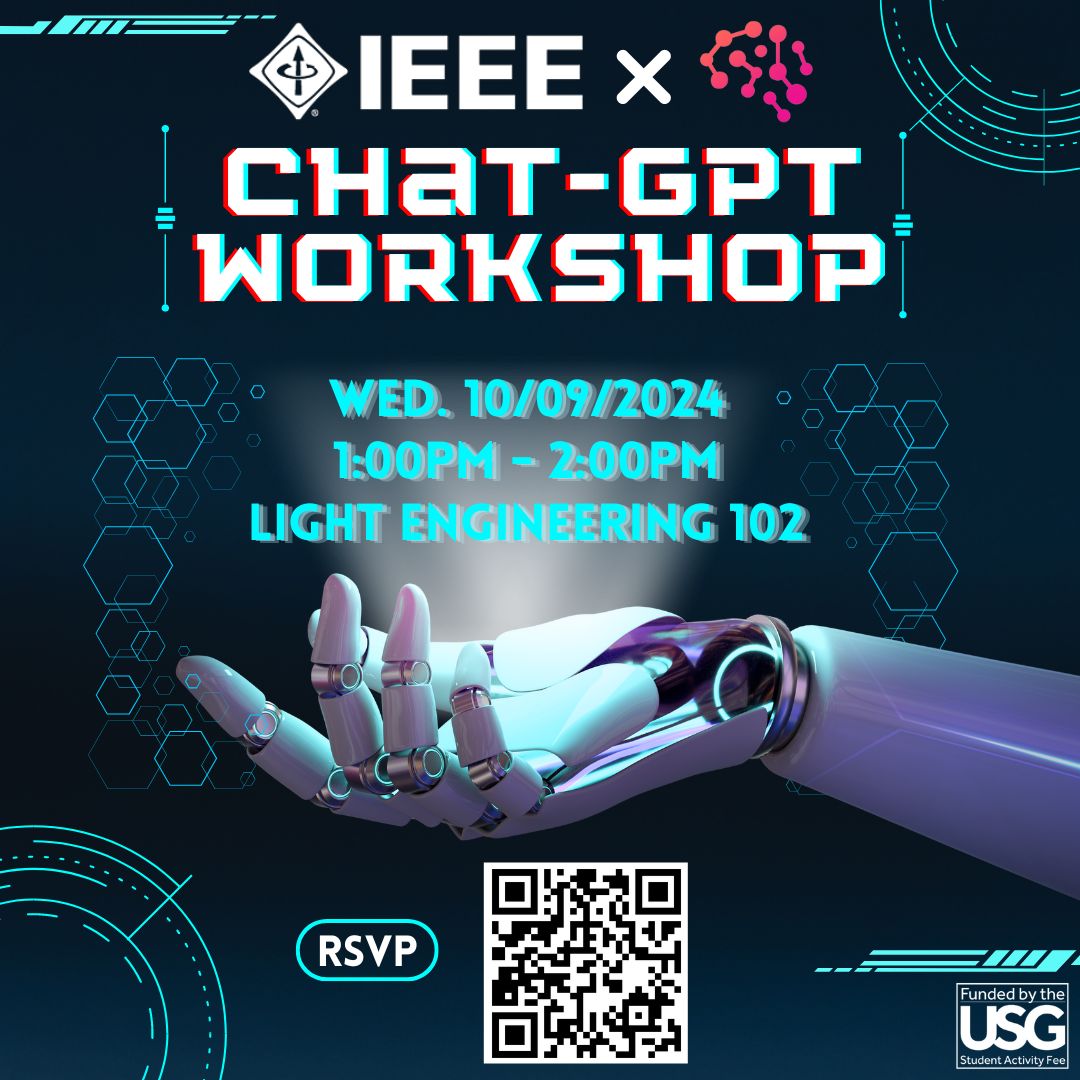 IEEE X
CHaT-GPT
WORKSHOP
WED. 10/09/2024
1:00PM - 2:00PM
LIGHT ENGINEERING 102
RSVP
Funded by the
USG
Student Activity Fee